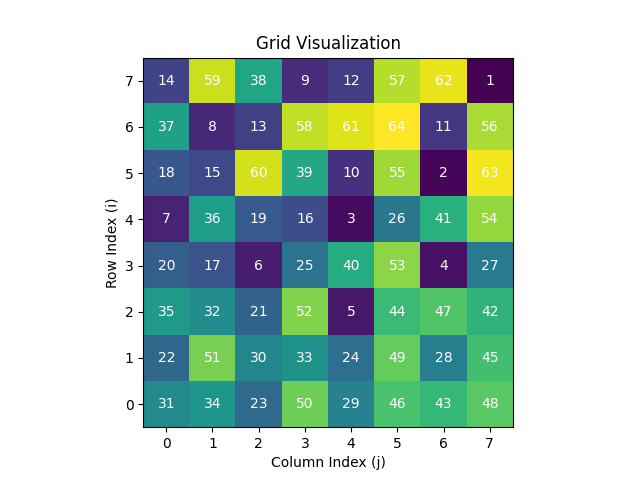 Grid Visualization
Row Index (i)
7 14 59 38 9 12 57 62 1
6 37 8 13 58 61 64 11 56
5 18 15 60 39 10 55 2 63
4 7 36 19 16 3 26 41 54
3 20 17 6 25 40 53 4 27
2 35 32 21 52 5 44 47 42
1 22 51 30 33 24 49 28 45
0 31 34 23 50 29 46 43 48
0 1 2 3 4 5 6 7
Column Index (j)